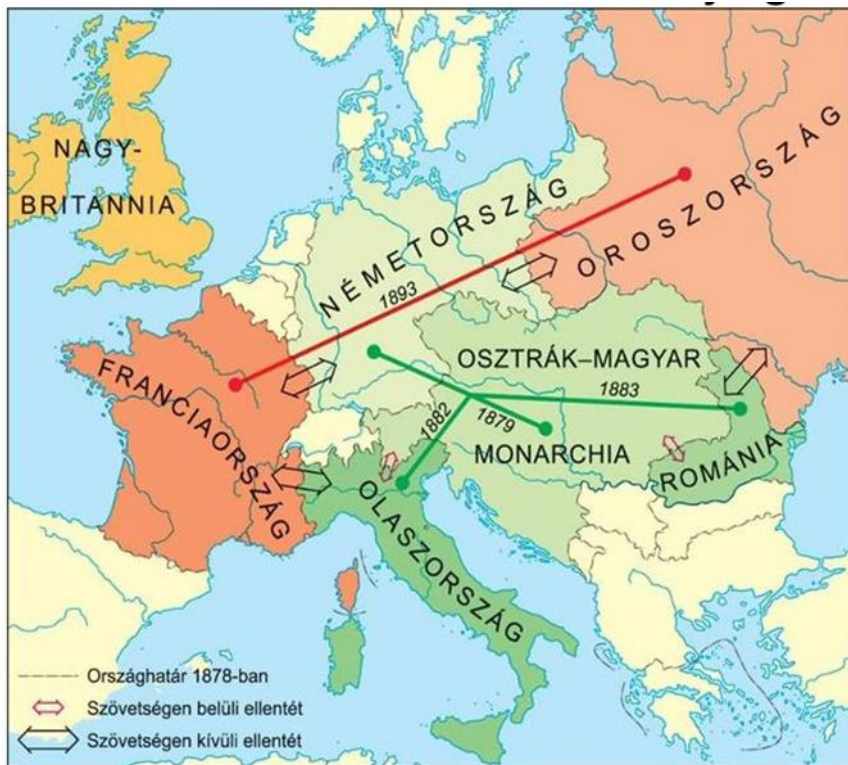 NAGY-
BRITANNIA
NÉMETORSZÁG
OROSZORSZÁG
1893
FRANCIAORSZÁG
OSZTRÁK–MAGYAR
1883
1882
1879
MONARCHIA
ROMÁNIA
OLASZORSZÁG
Országhatár 1878-ban
Szövetségen belüli ellentét
Szövetségen kívüli ellentét